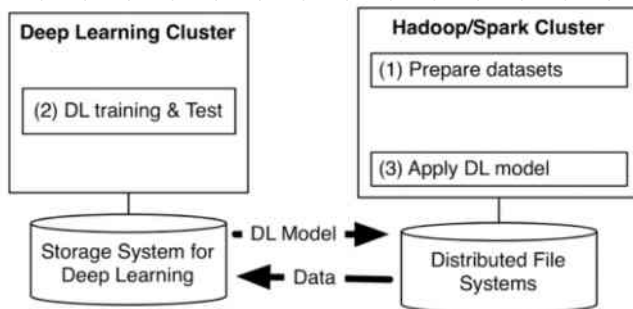 Deep Learning Cluster
(2) DL training & Test
Storage System for
Deep Learning
Hadoop/Spark Cluster
(1) Prepare datasets
(3) Apply DL model
Distributed File
Systems
DL Model
Data